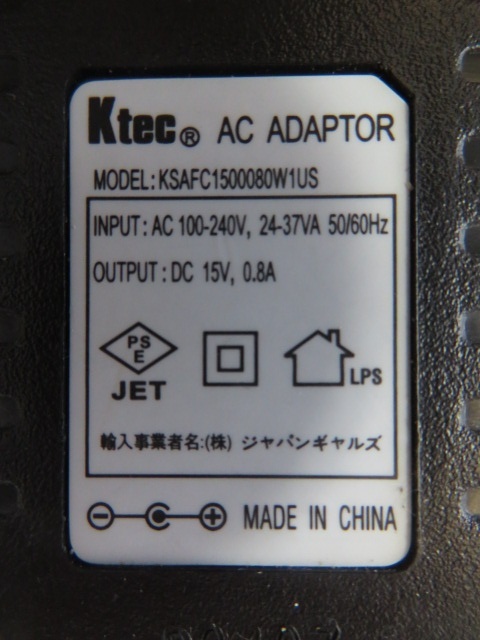 Ktec® AC ADAPTOR
MODEL:KSAFC1500080W1US
INPUT: AC 100-240V, 24-37VA 50/60Hz
OUTPUT: DC 15V, 0.8A
PS
E
JET
LPS
輸入事業者名:(株) ジャパンギャルズ
MADE IN CHINA